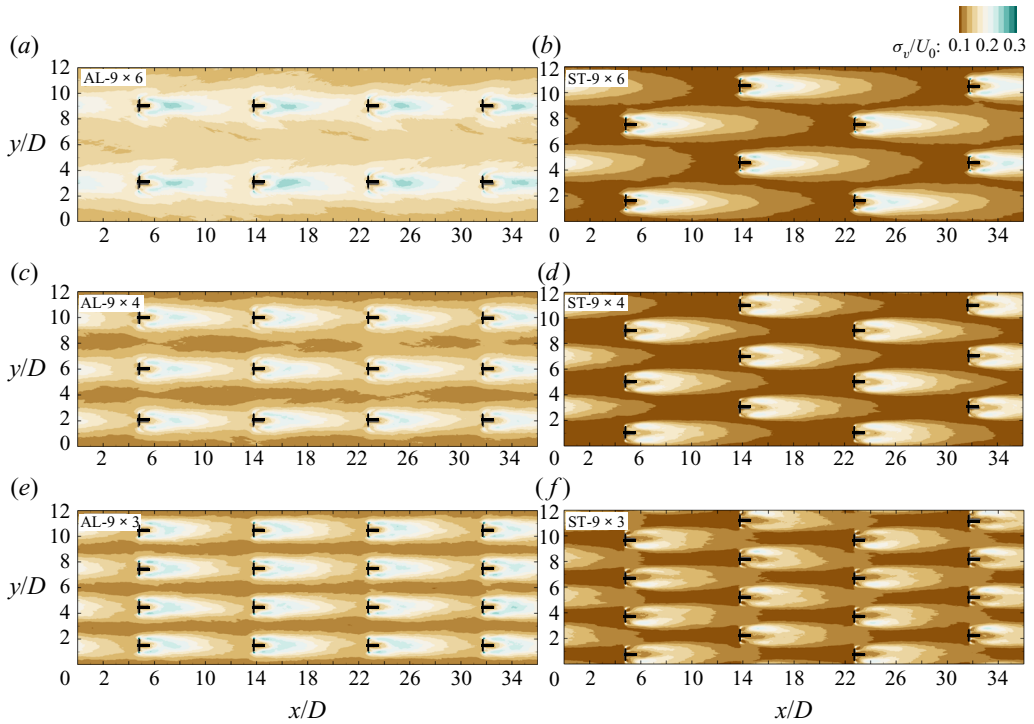 σv/U0: 0.1 0.2 0.3
(a) (b)
AL-9 × 6 ST-9 × 6
y/D
12 10 8 6 4 2 0
2 6 10 14 18 22 26 30 34
12 10 8 6 4 2 0
2 6 10 14 18 22 26 30 34
(c) (d)
AL-9 × 4 ST-9 × 4
y/D
12 10 8 6 4 2 0
2 6 10 14 18 22 26 30 34
12 10 8 6 4 2 0
2 6 10 14 18 22 26 30 34
(e) (f)
AL-9 × 3 ST-9 × 3
y/D
12 10 8 6 4 2 0
2 6 10 14 18 22 26 30 34
12 10 8 6 4 2 0
2 6 10 14 18 22 26 30 34
x/D x/D